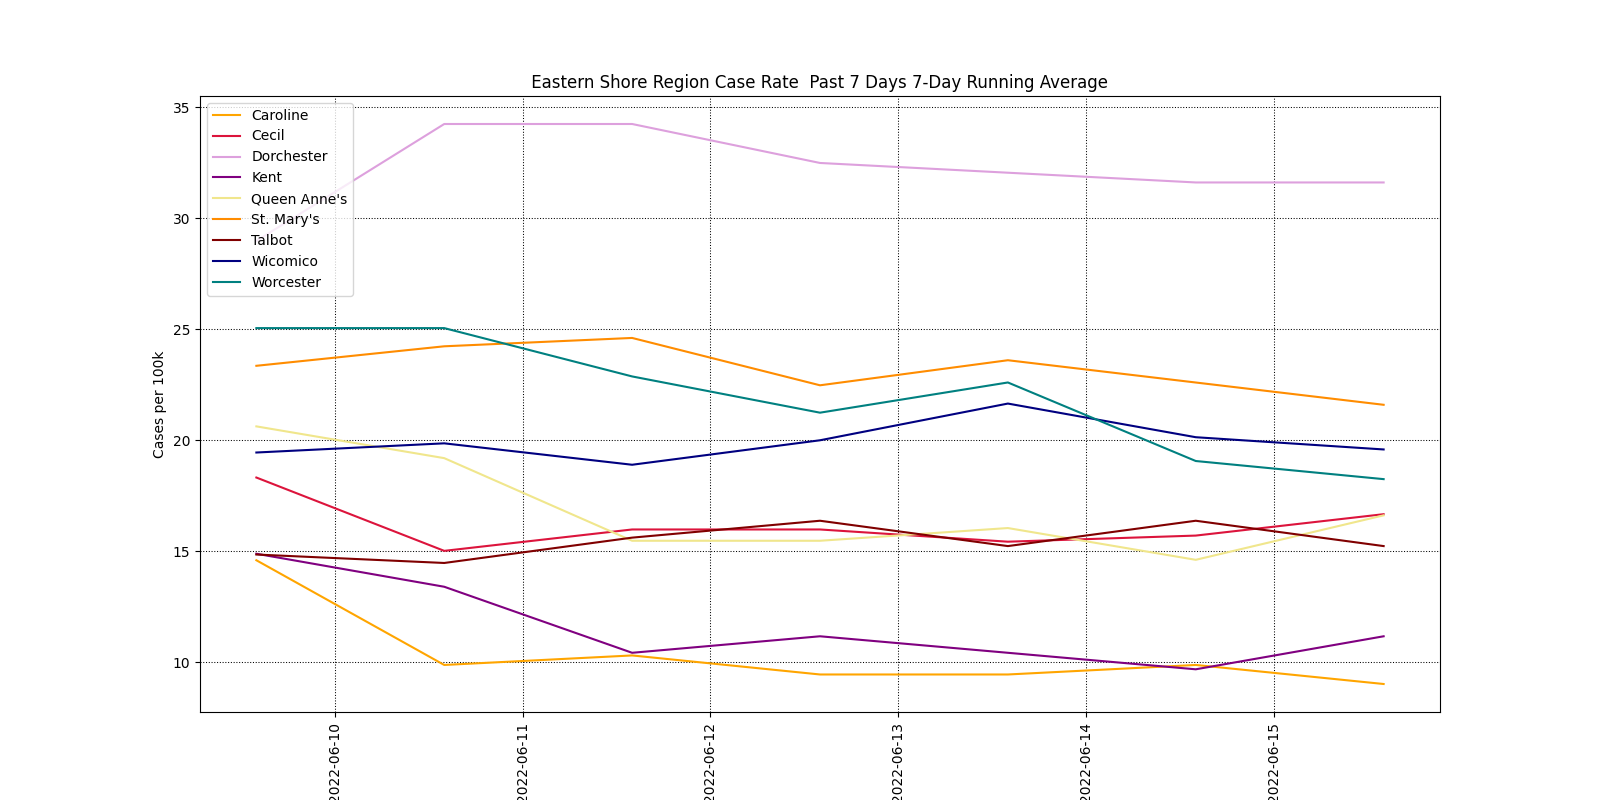 Eastern Shore Region Case Rate  Past 7 Days 7-Day Running Average
Cases per 100k
35
30
25
20
15
10
Caroline
Cecil
Dorchester
Kent
Queen Anne's
St. Mary's
Talbot
Wicomico
Worcester
2022-06-10
2022-06-11
2022-06-12
2022-06-13
2022-06-14
2022-06-15